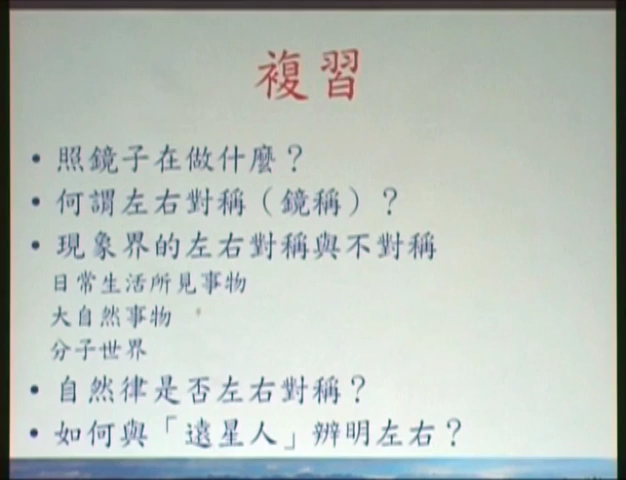 複習
• 照鏡子在做什麼？
• 何謂左右對稱（鏡稱）？
• 現象界的左右對稱與不對稱
日常生活所見事物
大自然事物
分子世界
• 自然律是否左右對稱？
• 如何與「遠星人」辨明左右？